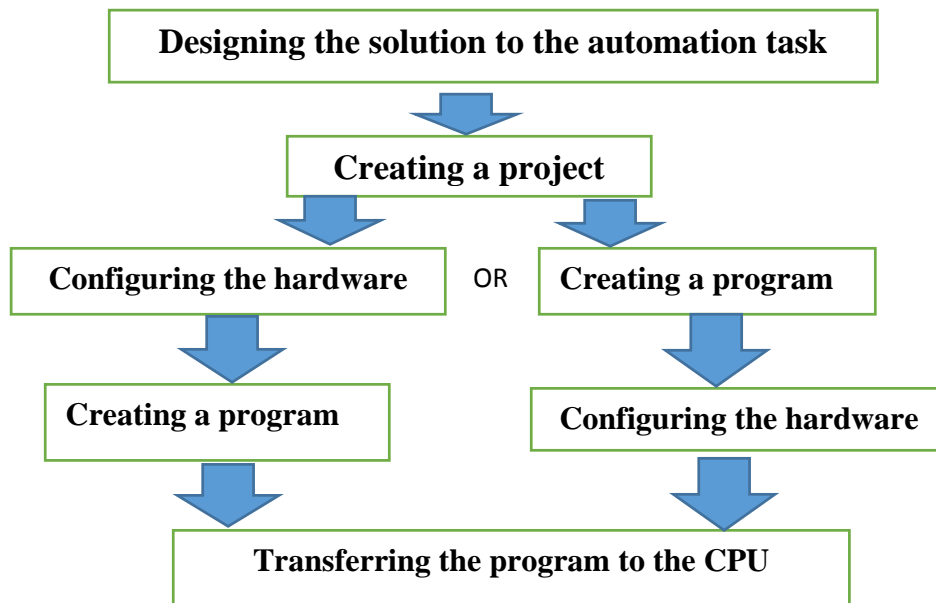 Designing the solution to the automation task
Creating a project
Configuring the hardware
OR
Creating a program
Creating a program
Configuring the hardware
Transferring the program to the CPU